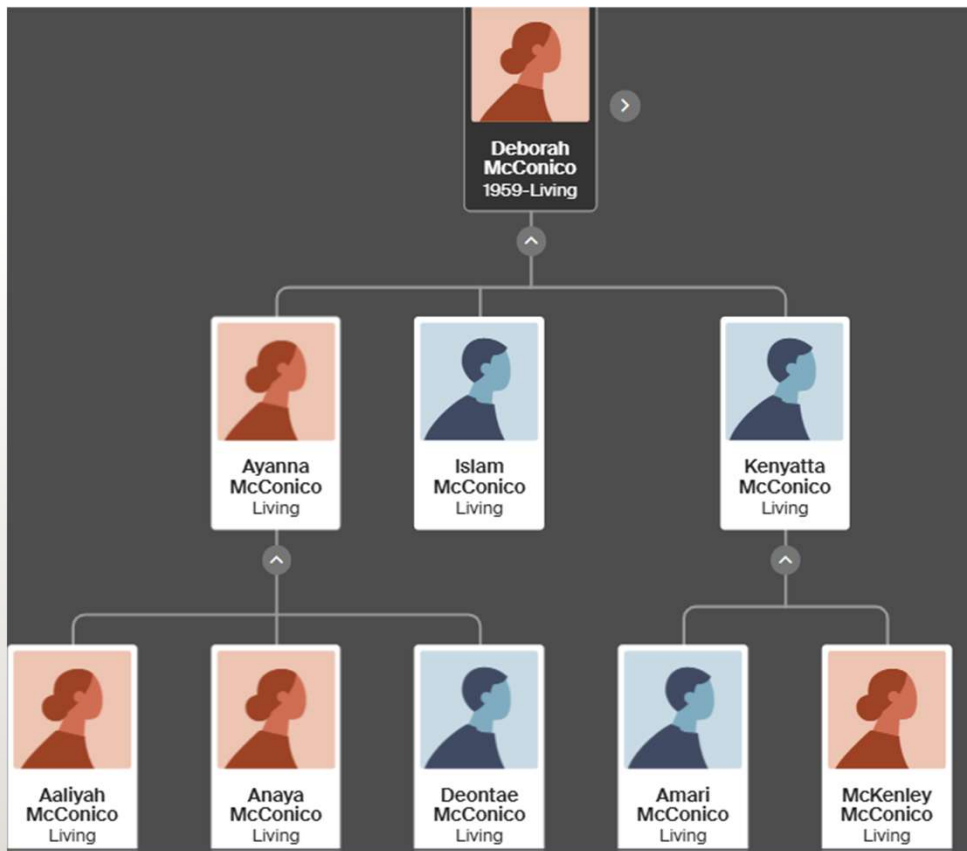 Deborah
McConico
1959-Living
Ayanna
McConico
Living
Islam
McConico
Living
Kenyatta
McConico
Living
Aaliyah
McConico
Living
Anaya
McConico
Living
Deontae
McConico
Living
Amari
McConico
Living
McKenley
McConico
Living